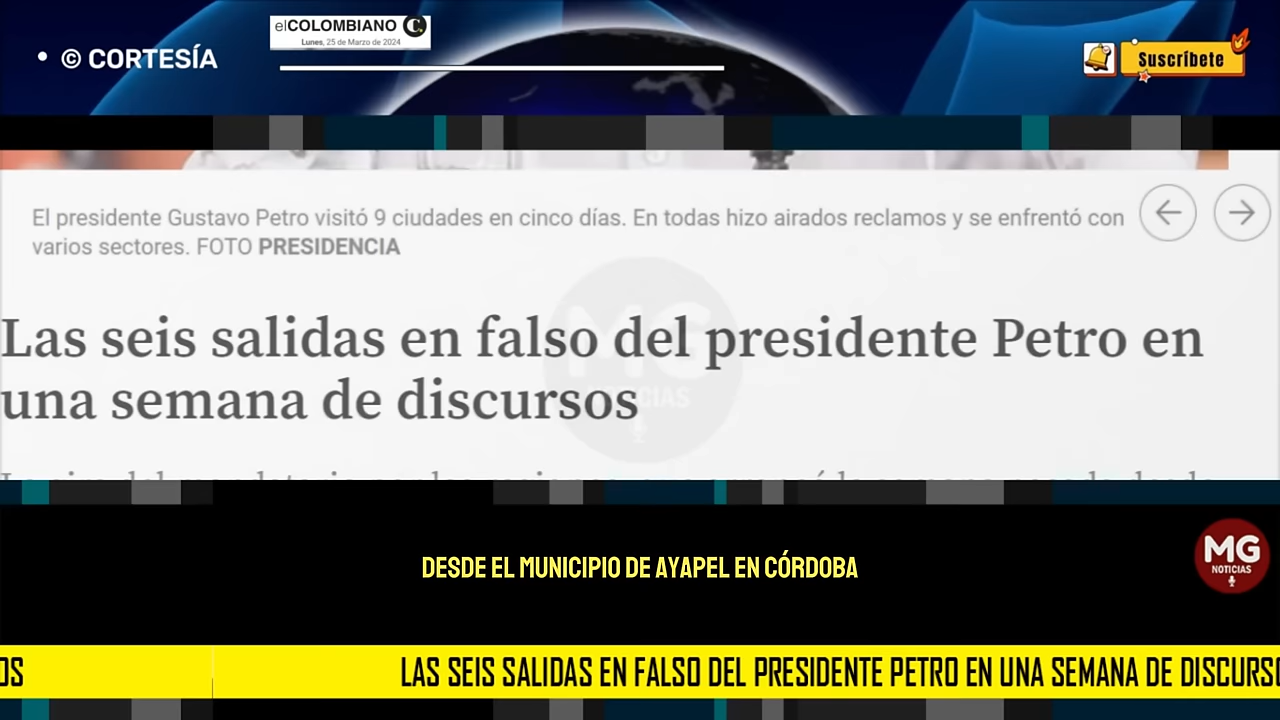 elCOLOMBIANO C
Lunes, 25 de Marzo de 2024
© CORTESÍA
Suscríbete
El presidente Gustavo Petro visitó 9 ciudades en cinco días. En todas hizo airados reclamos y se enfrentó con
varios sectores. FOTO PRESIDENCIA
Las seis salidas en falso del presidente Petro en
una semana de discursos
MG
NOTICIAS
DESDE EL MUNICIPIO DE AYAPEL EN CÓRDOBA
MG
NOTICIAS
OS LAS SEIS SALIDAS EN FALSO DEL PRESIDENTE PETRO EN UNA SEMANA DE DISCURSO